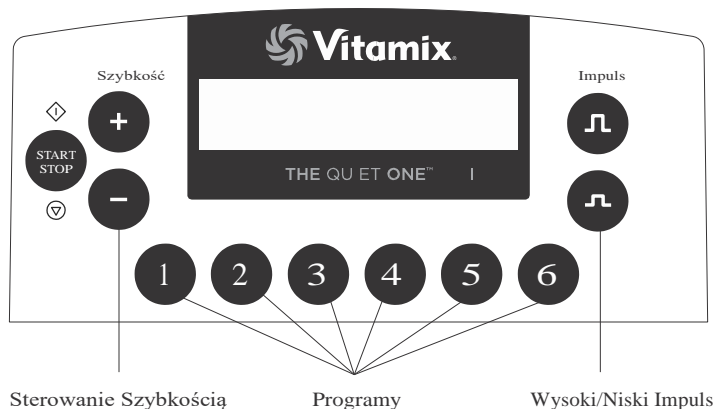 Vitamix
Szybkość
Impuls
+
START
STOP
THE QU ET ONE™ I
-
1 2 3 4 5 6
Sterowanie Szybkością
Programy
Wysoki/Niski Impuls